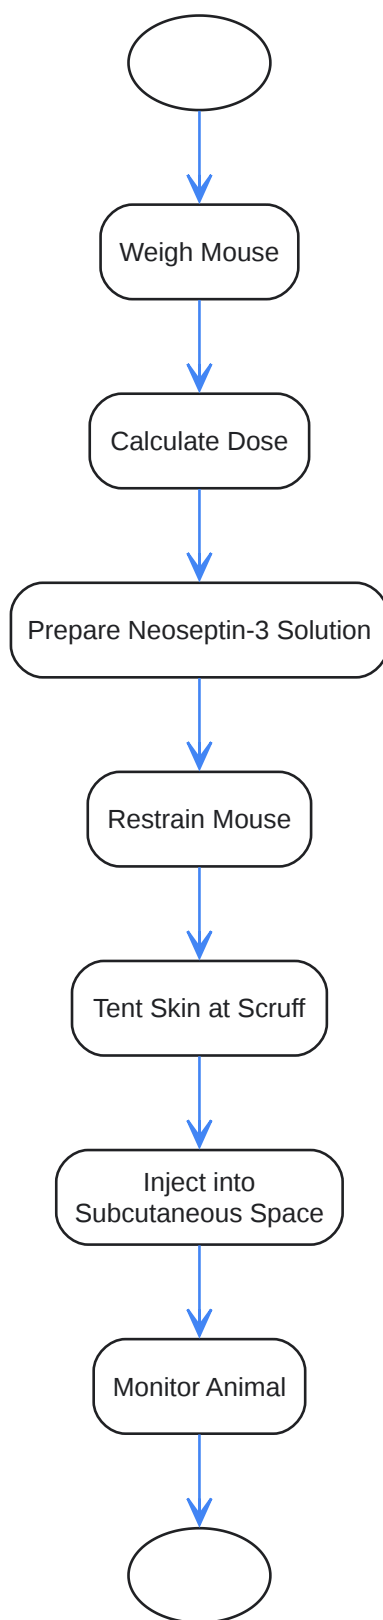 Weigh Mouse
Calculate Dose
Prepare Neoseptin-3 Solution
Restrain Mouse
Tent Skin at Scruff
Inject into
Subcutaneous Space
Monitor Animal